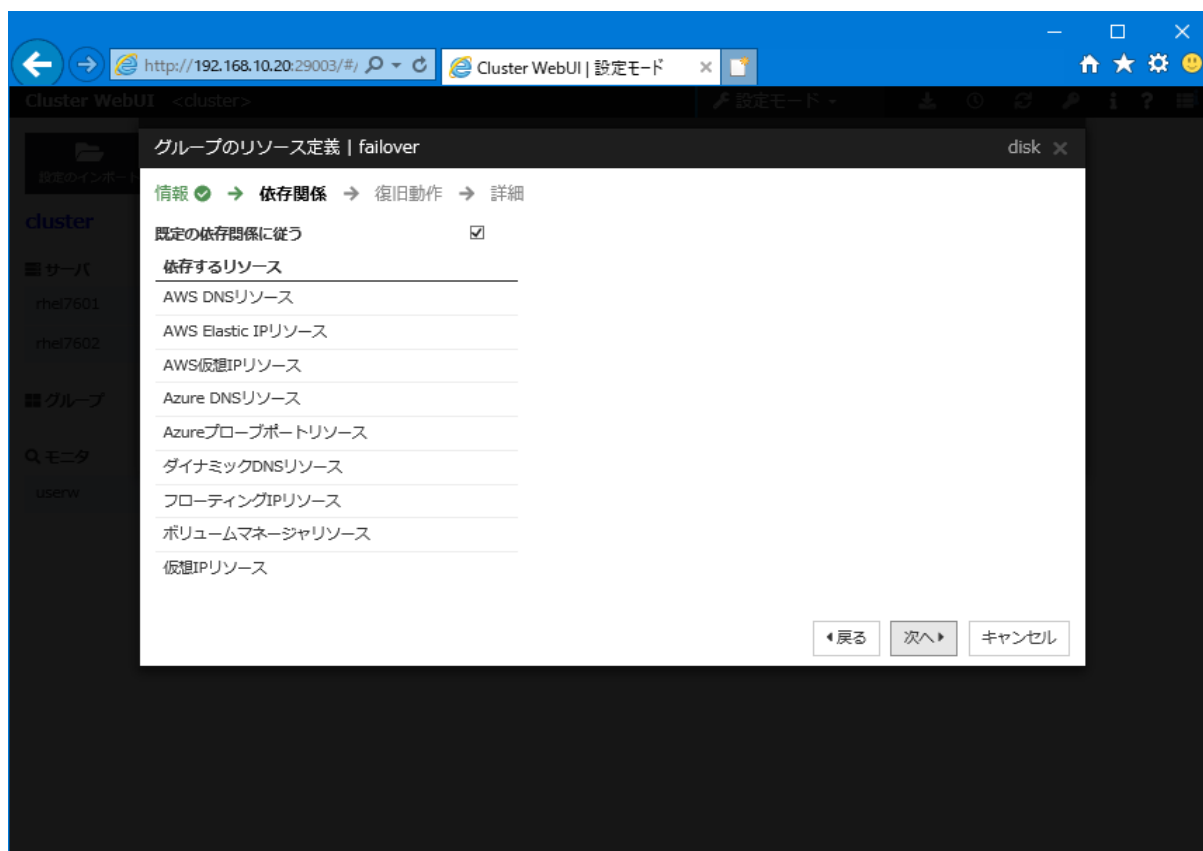 http://192.168.10.20:29003/#/
Cluster WebUI | 設定モード
Cluster WebUI <cluster>
設定モード
設定のインポート
cluster
サーバ
rhel7601
rhel7602
グループ
モニタ
userw
グループのリソース定義 | failover
disk
情報 → 依存関係 → 復旧動作 → 詳細
既定の依存関係に従う
依存するリソース
AWS DNSリソース
AWS Elastic IPリソース
AWS仮想IPリソース
Azure DNSリソース
Azureプローブポートリソース
ダイナミックDNSリソース
フローティングIPリソース
ボリュームマネージャリソース
仮想IPリソース
戻る
次へ
キャンセル